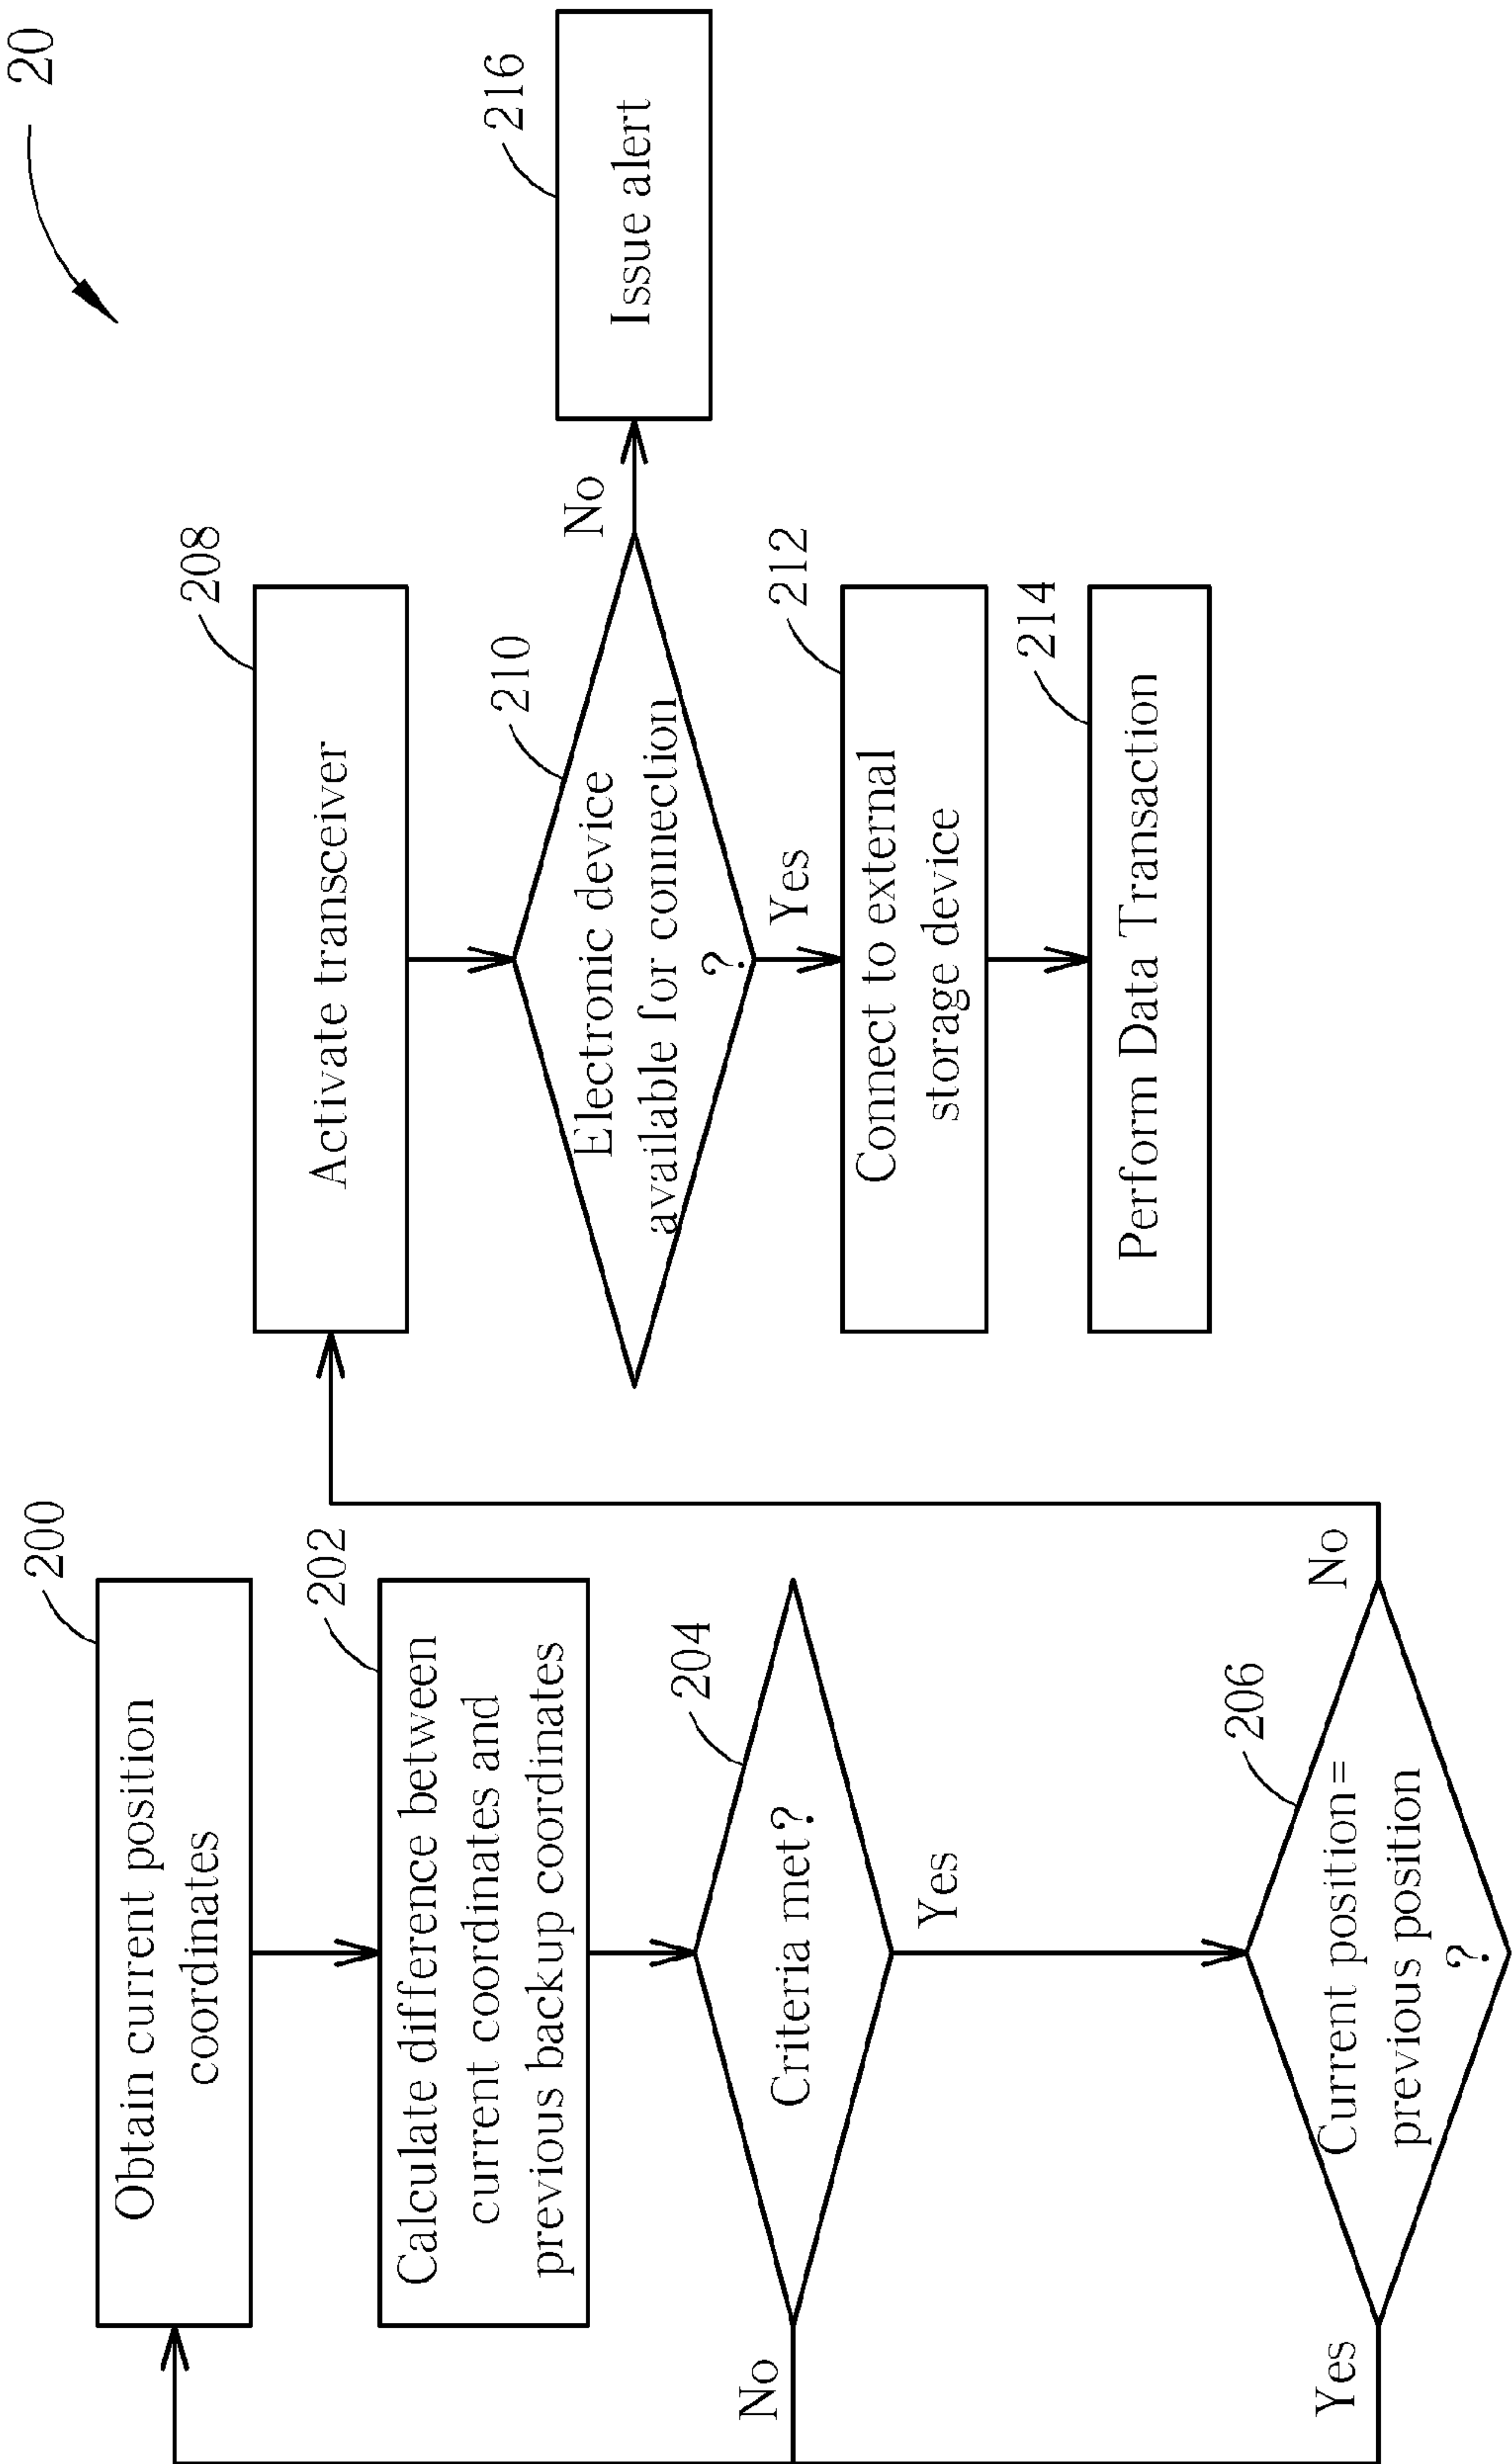 20
200
Obtain current position
coordinates
202
Calculate difference between
current coordinates and
previous backup coordinates
204
Criteria met?
No
Yes
206
Current position=
previous position
?
Yes
No
208
Activate transceiver
210
Electronic device
available for connection
?
No
Yes
216
Issue alert
212
Connect to external
storage device
214
Perform Data Transaction